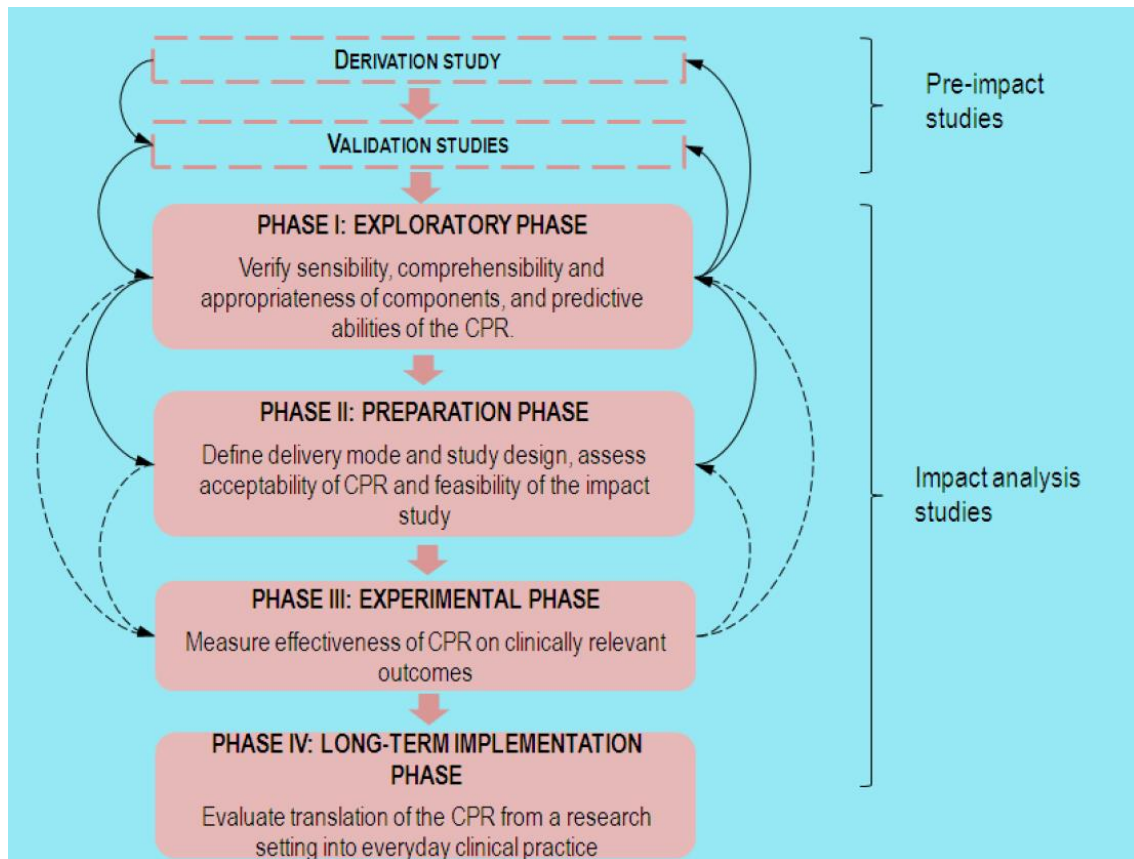 DERIVATION STUDY
Pre-impact
studies
VALIDATION STUDIES
PHASE I: EXPLORATORY PHASE
Verify sensibility, comprehensibility and
appropriateness of components, and predictive
abilities of the CPR.
PHASE II: PREPARATION PHASE
Define delivery mode and study design, assess
acceptability of CPR and feasibility of the impact
study
Impact analysis
studies
PHASE III: EXPERIMENTAL PHASE
Measure effectiveness of CPR on clinically relevant
outcomes
PHASE IV: LONG-TERM IMPLEMENTATION
PHASE
Evaluate translation of the CPR from a research
setting into everyday clinical practice